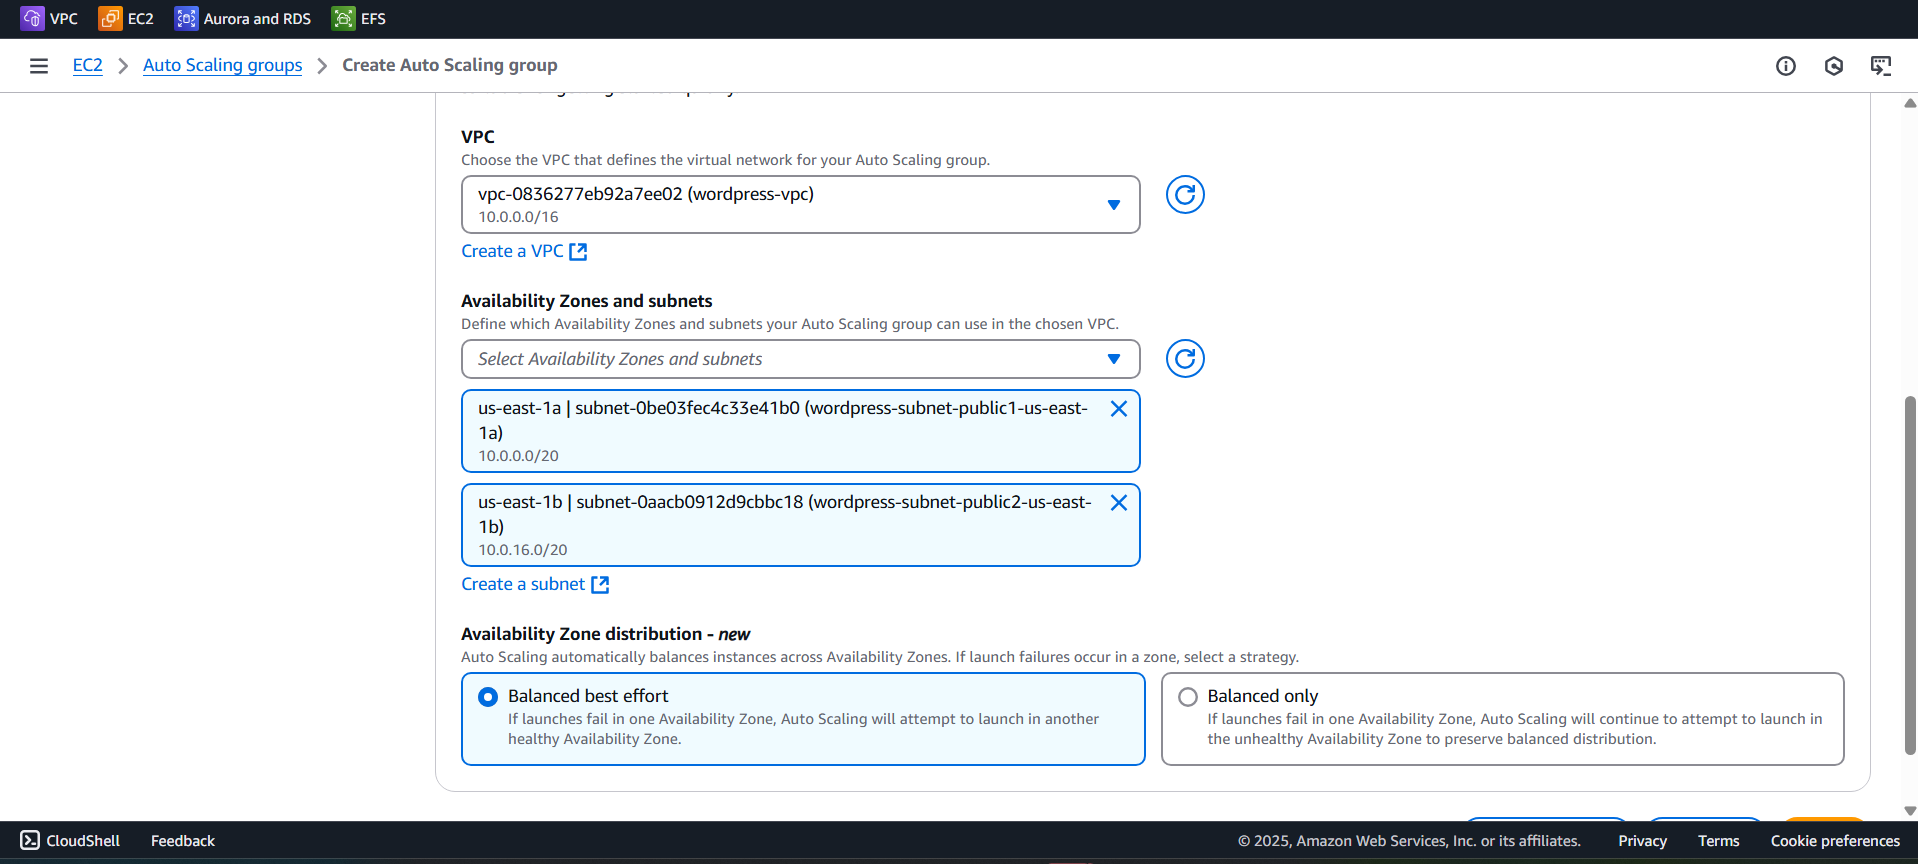 VPC EC2 Aurora and RDS EFS
EC2 Auto Scaling groups Create Auto Scaling group
VPC
Choose the VPC that defines the virtual network for your Auto Scaling group.
vpc-0836277eb92a7ee02 (wordpress-vpc)
10.0.0.0/16
Create a VPC
Availability Zones and subnets
Define which Availability Zones and subnets your Auto Scaling group can use in the chosen VPC.
Select Availability Zones and subnets
us-east-1a | subnet-0be03fec4c33e41b0 (wordpress-subnet-public1-us-east-
1a)
10.0.0.0/20
us-east-1b | subnet-0aacb0912d9cbbc18 (wordpress-subnet-public2-us-east-
1b)
10.0.16.0/20
Create a subnet
Availability Zone distribution - new
Auto Scaling automatically balances instances across Availability Zones. If launch failures occur in a zone, select a strategy.
Balanced best effort
If launches fail in one Availability Zone, Auto Scaling will attempt to launch in another
healthy Availability Zone.
Balanced only
If launches fail in one Availability Zone, Auto Scaling will continue to attempt to launch in
the unhealthy Availability Zone to preserve balanced distribution.
CloudShell Feedback © 2025, Amazon Web Services, Inc. or its affiliates. Privacy Terms Cookie preferences